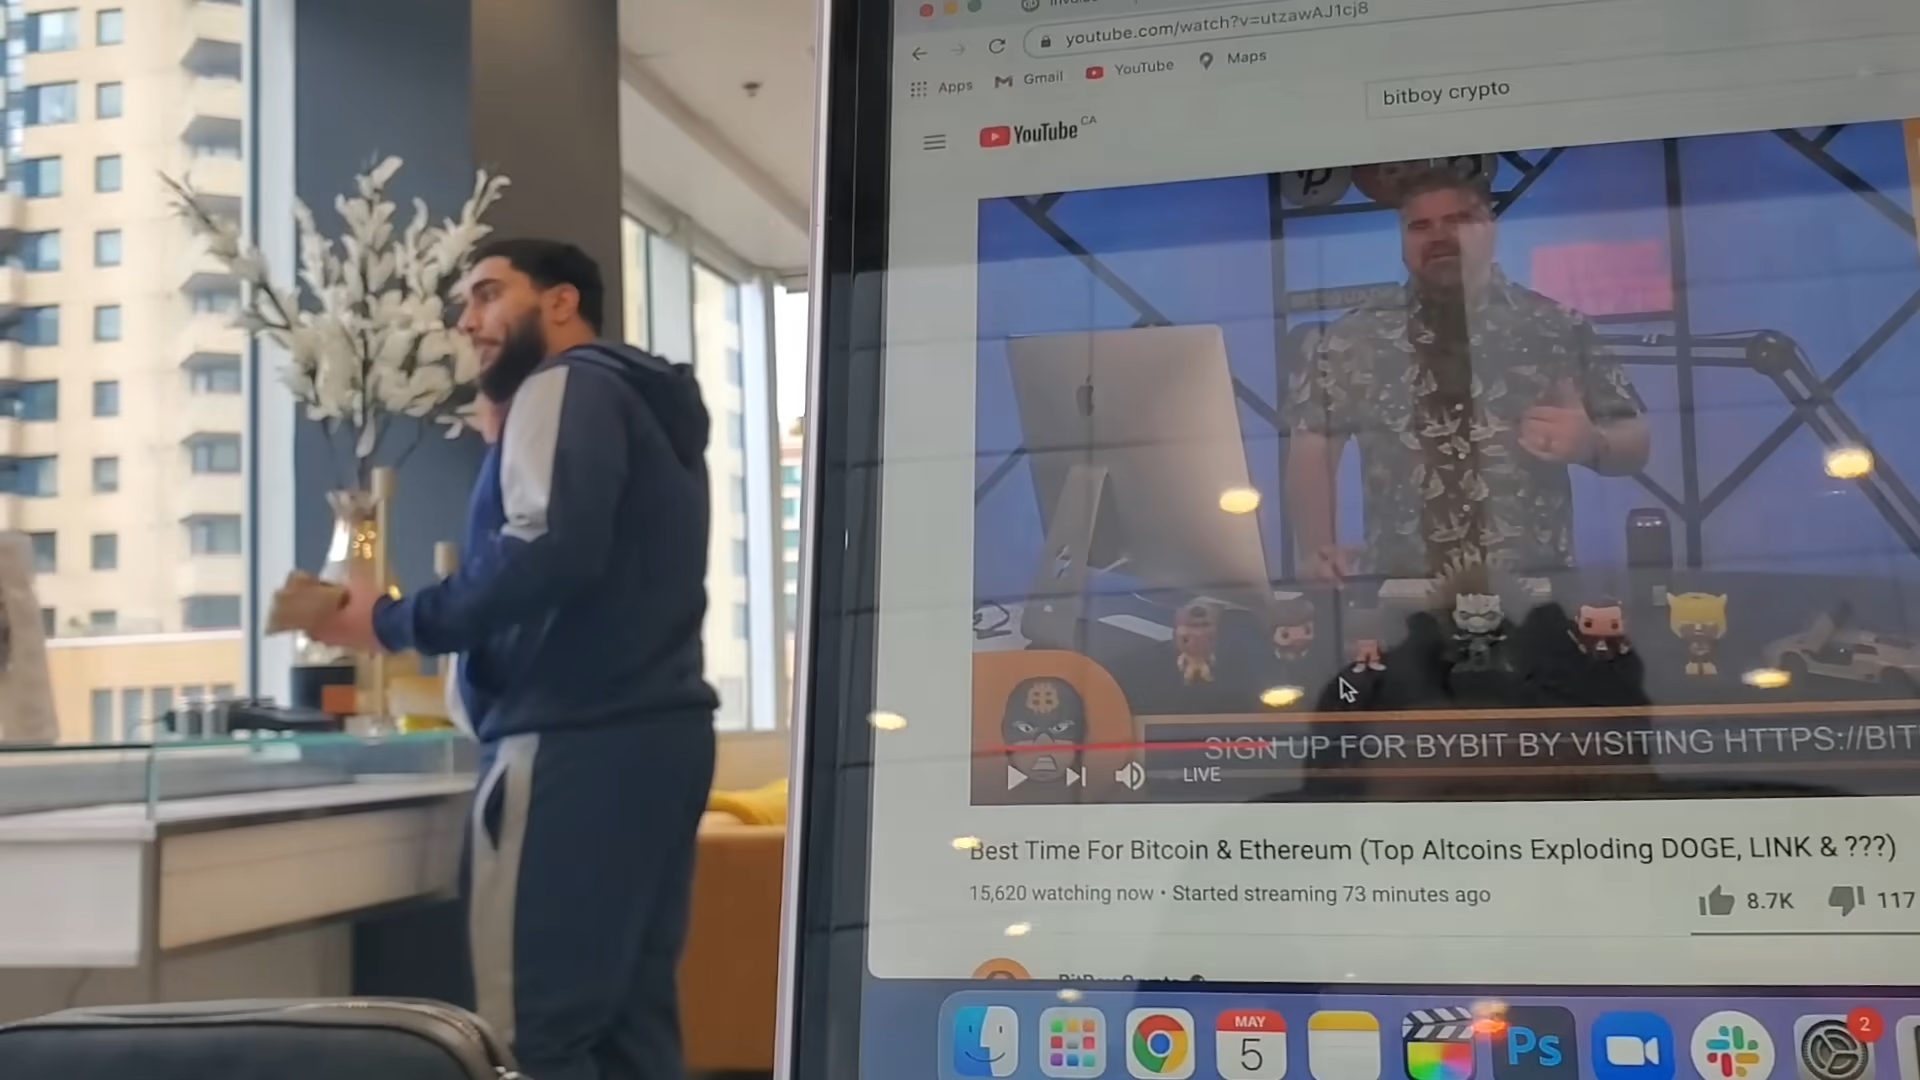 youtube.com/watch?v=utzawAJ1cj8
Apps
Gmail
YouTube
Maps
YouTube CA
bitboy crypto
SIGN UP FOR BYBIT BY VISITING HTTPS://BIT
LIVE
Best Time For Bitcoin & Ethereum (Top Altcoins Exploding DOGE, LINK & ???)
15,620 watching now • Started streaming 73 minutes ago
8.7K
117
MAY
5
Ps
2